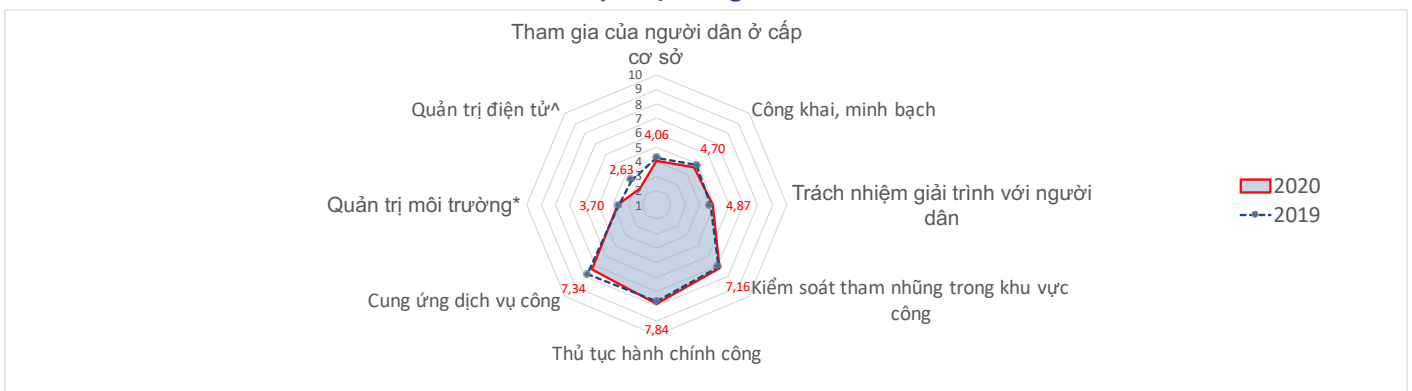 Tham gia của người dân ở cấp
cơ sở
10
9
8
7
6
5
4
3
2
1
Quản trị điện tử^
Công khai, minh bạch
4,06
4,70
2,63
Quản trị môi trường*
3,70
4,87
Trách nhiệm giải trình với người
dân
2020
2019
Cung ứng dịch vụ công
7,34
7,16
Kiểm soát tham nhũng trong khu vực
công
7,84
Thủ tục hành chính công